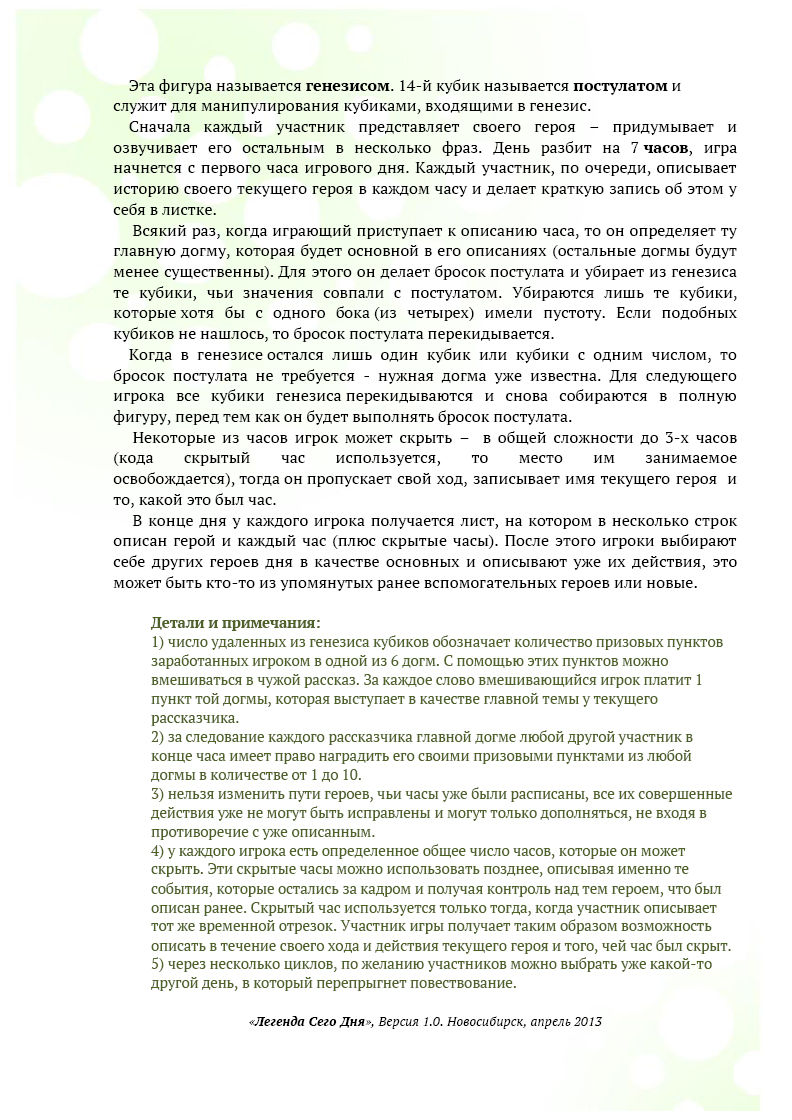 Эта фигура называется генезисом. 14-й кубик называется постулатом и
служит для манипулирования кубиками, входящими в генезис.
Сначала каждый участник представляет своего героя – придумывает и
озвучивает его остальным в несколько фраз. День разбит на 7 часов, игра
начнется с первого часа игрового дня. Каждый участник, по очереди, описывает
историю своего текущего героя в каждом часу и делает краткую запись об этом у
себя в листке.
Всякий раз, когда играющий приступает к описанию часа, то он определяет ту
главную догму, которая будет основной в его описаниях (остальные догмы будут
менее существенны). Для этого он делает бросок постулата и убирает из генезиса
те кубики, чьи значения совпали с постулатом. Убираются лишь те кубики,
которые хотя бы с одного бока (из четырех) имели пустоту. Если подобных
кубиков не нашлось, то бросок постулата перекидывается.
Когда в генезисе остался лишь один кубик или кубики с одним числом, то
бросок постулата не требуется - нужная догма уже известна. Для следующего
игрока все кубики генезиса перекидываются и снова собираются в полную
фигуру, перед тем как он будет выполнять бросок постулата.
Некоторые из часов игрок может скрыть – в общей сложности до 3-х часов
(кода скрытый час используется, то место им занимаемое
освобождается), тогда он пропускает свой ход, записывает имя текущего героя и
то, какой это был час.
В конце дня у каждого игрока получается лист, на котором в несколько строк
описан герой и каждый час (плюс скрытые часы). После этого игроки выбирают
себе других героев дня в качестве основных и описывают уже их действия, это
может быть кто-то из упомянутых ранее вспомогательных героев или новые.
Детали и примечания:
1) число удаленных из генезиса кубиков обозначает количество призовых пунктов
заработанных игроком в одной из 6 догм. С помощью этих пунктов можно
вмешиваться в чужой рассказ. За каждое слово вмешивающийся игрок платит 1
пункт той догмы, которая выступает в качестве главной темы у текущего
рассказчика.
2) за следование каждого рассказчика главной догме любой другой участник в
конце часа имеет право наградить его своими призовыми пунктами из любой
догмы в количестве от 1 до 10.
3) нельзя изменить пути героев, чьи часы уже были расписаны, все их совершенные
действия уже не могут быть исправлены и могут только дополняться, не входя в
противоречие с уже описанным.
4) у каждого игрока есть определенное общее число часов, которые он может
скрыть. Эти скрытые часы можно использовать позднее, описывая именно те
события, которые остались за кадром и получая контроль над тем героем, что был
описан ранее. Скрытый час используется только тогда, когда участник описывает
тот же временной отрезок. Участник игры получает таким образом возможность
описать в течение своего хода и действия текущего героя и того, чей час был скрыт.
5) через несколько циклов, по желанию участников можно выбрать уже какой-то
другой день, в который перепрыгнет повествование.
«Легенда Сего Дня», Версия 1.0. Новосибирск, апрель 2013